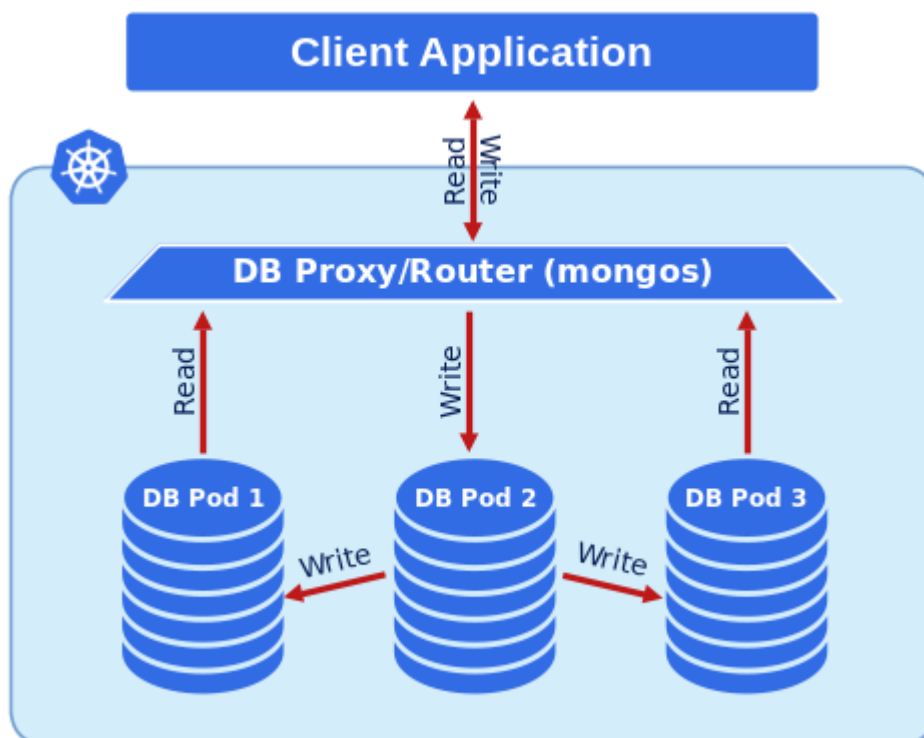 Client Application
Read
Write
DB Proxy/Router (mongos)
Read
Write
Read
DB Pod 1
DB Pod 2
DB Pod 3
Write
Write